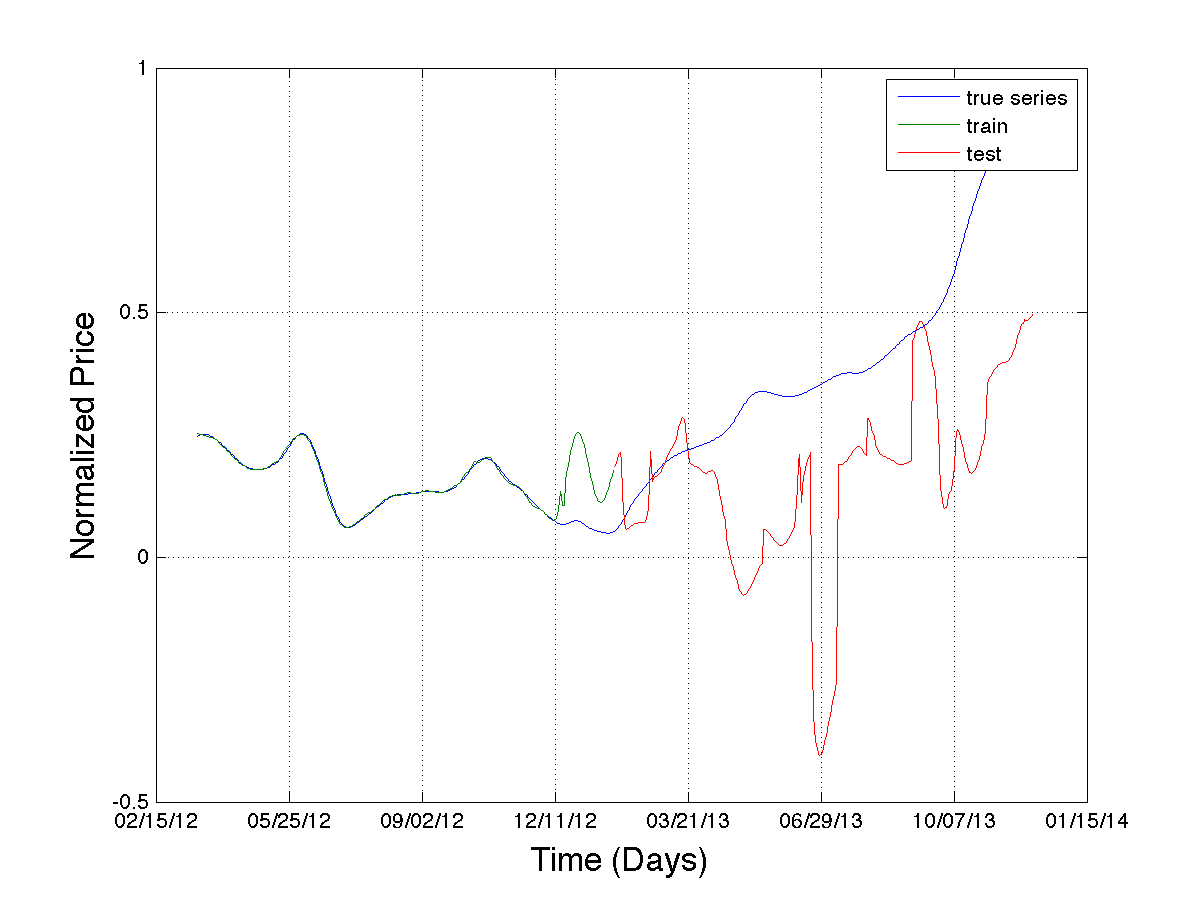 1
true series
train
test
0.5
Normalized Price
0
-0.5
02/15/12 05/25/12 09/02/12 12/11/12 03/21/13 06/29/13 10/07/13 01/15/14
Time (Days)